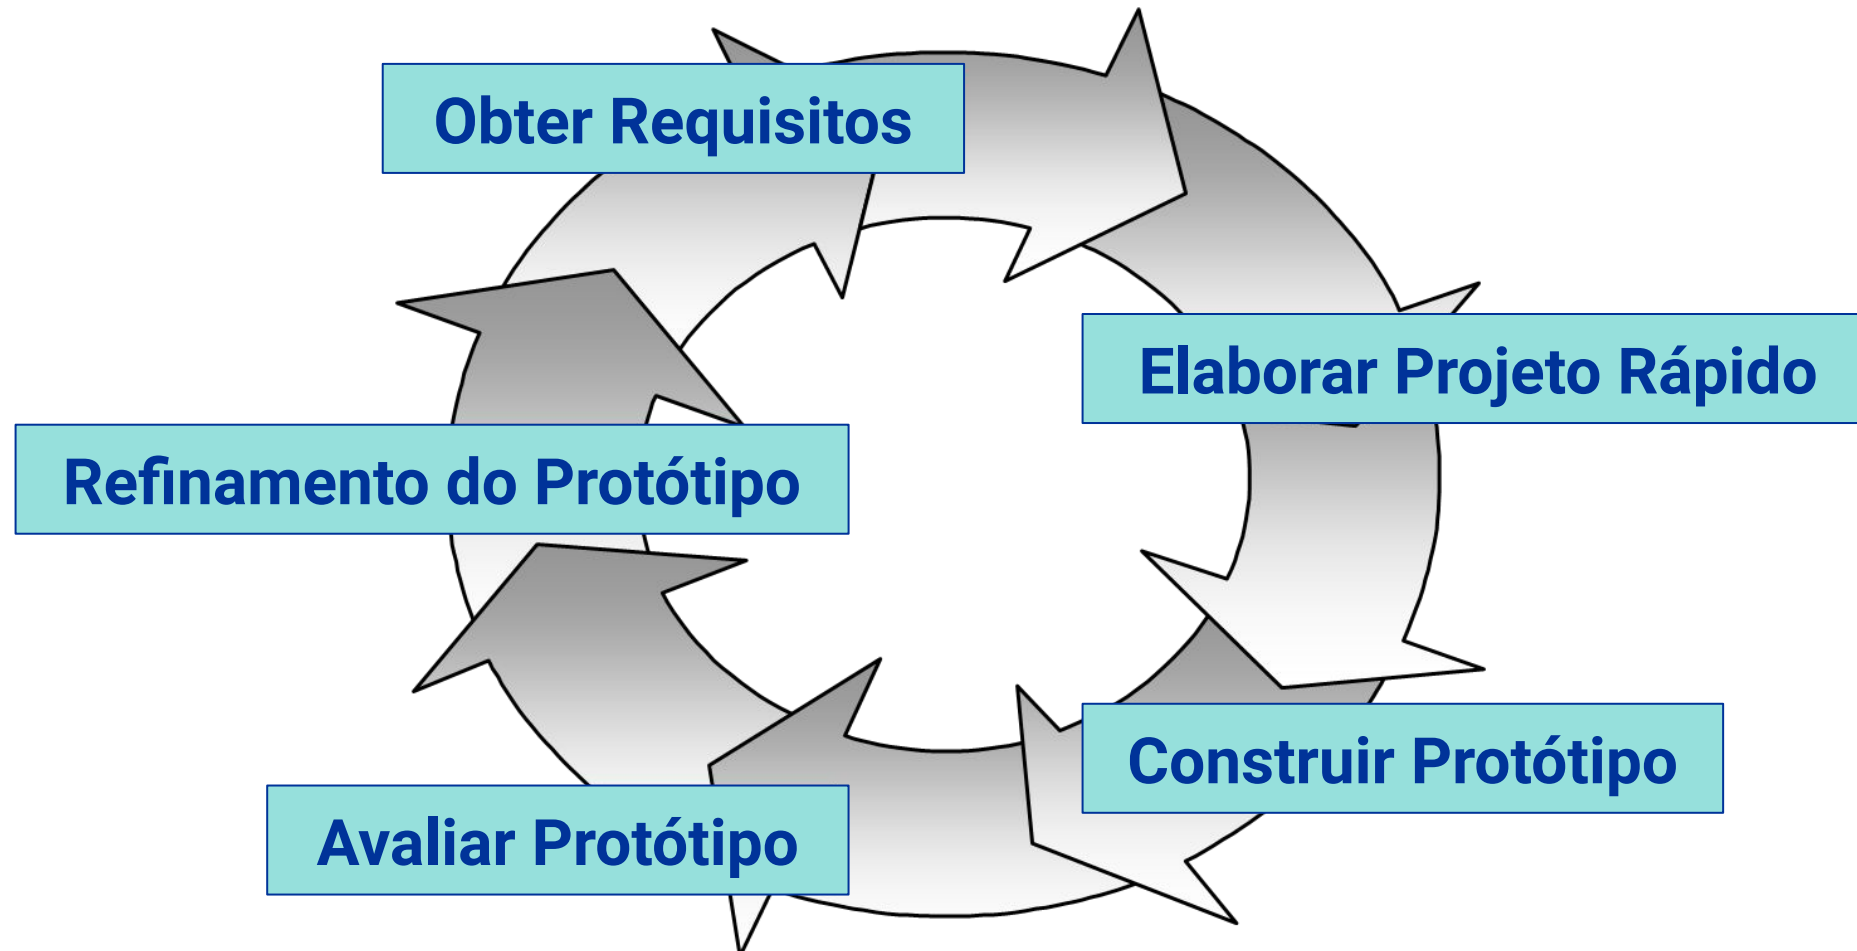 Obter Requisitos
Elaborar Projeto Rápido
Refinamento do Protótipo
Construir Protótipo
Avaliar Protótipo